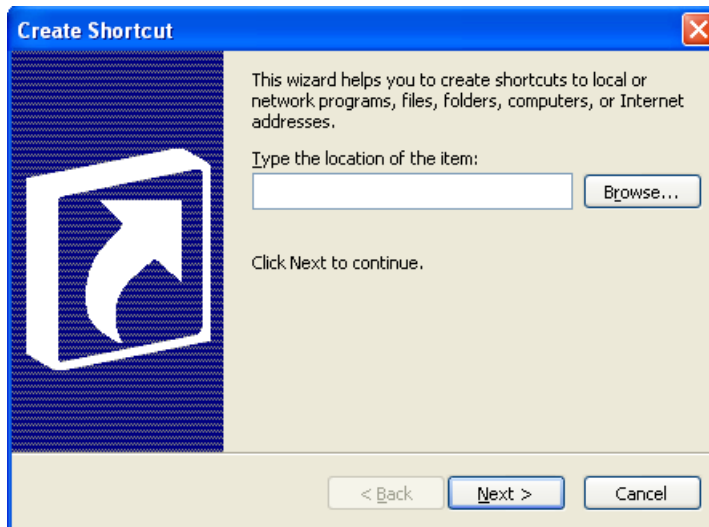 Create Shortcut
This wizard helps you to create shortcuts to local or
network programs, files, folders, computers, or Internet
addresses.
Type the location of the item:
Browse...
Click Next to continue.
< Back
Next >
Cancel